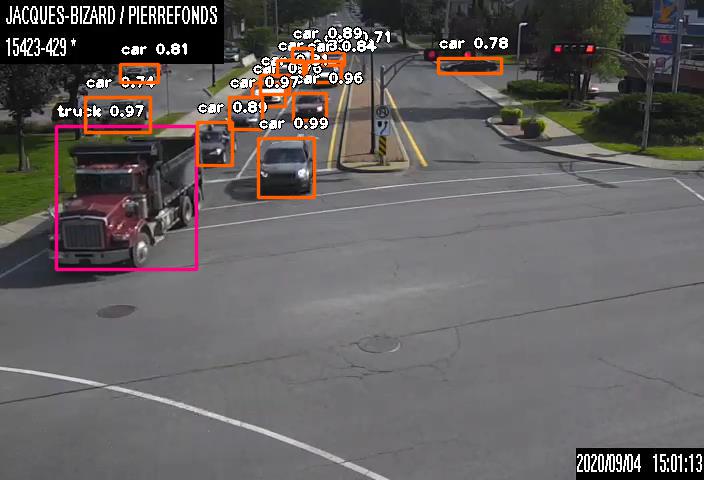 JACQUES-BIZARD / PIERREFONDS
15423-429 *
car 0.89
0.71
car 0.81
0.84
car 0.78
car 0.74
car 0.97
0.96
truck 0.97
car 0.89
car 0.99
2020/09/04 15:01:13